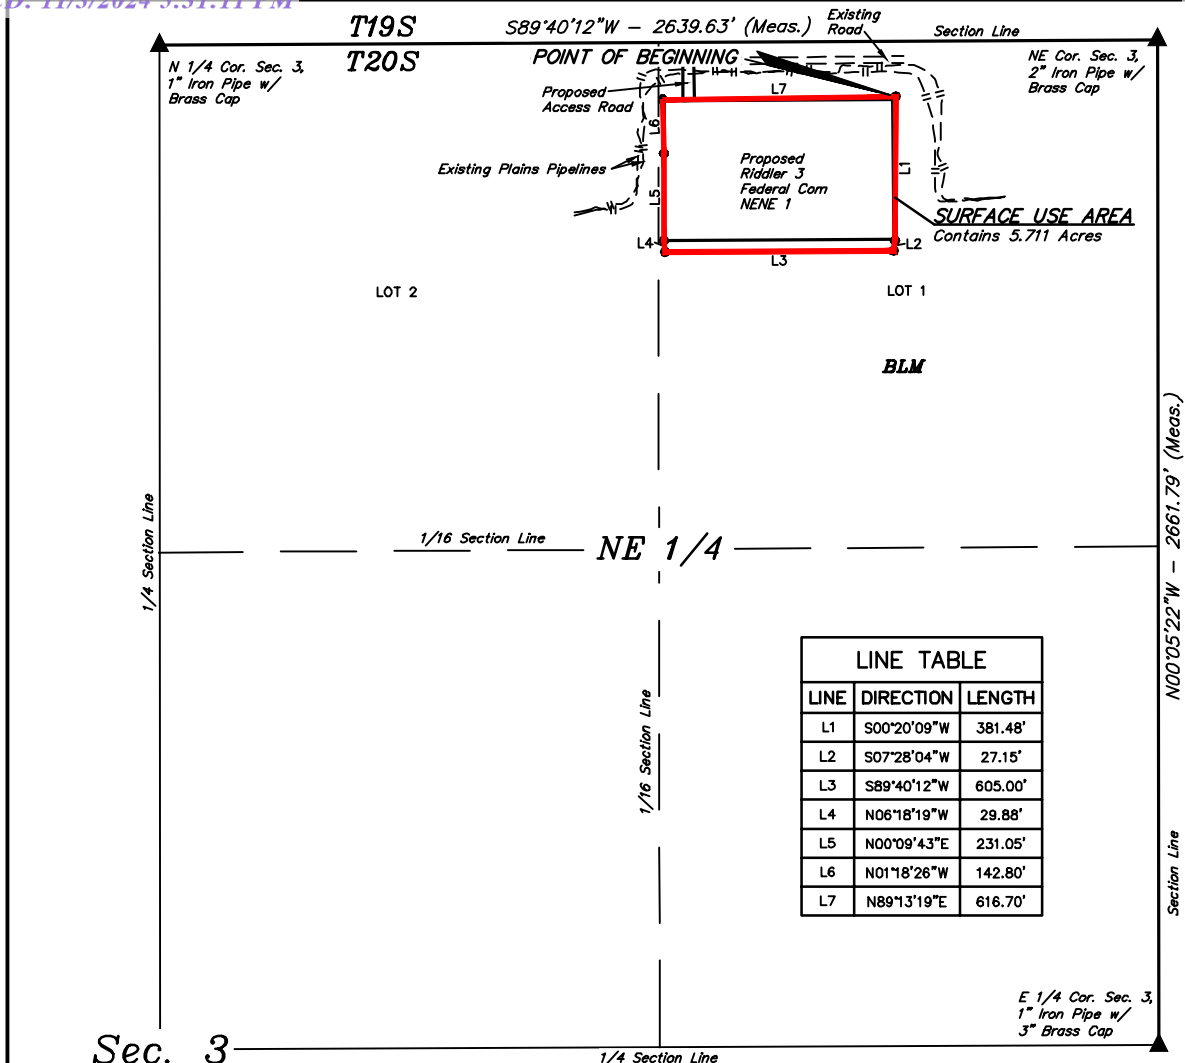 11/5/2024 5:51:11 PM
T19S
S89°40'12"W - 2639.63' (Meas.)
Existing
Road
Section Line
T20S
POINT OF BEGINNING
N 1/4 Cor. Sec. 3,
1" Iron Pipe w/
Brass Cap
NE Cor. Sec. 3,
2" Iron Pipe w/
Brass Cap
Proposed
Access Road
L7
L6
Existing Plains Pipelines
Proposed
Riddler 3
Federal Com
NENE 1
L1
L5
SURFACE USE AREA
Contains 5.711 Acres
L4
L2
L3
LOT 2
LOT 1
BLM
N00°05'22"W - 2661.79' (Meas.)
1/4 Section Line
1/16 Section Line
NE 1/4
1/16 Section Line
LINE TABLE
LINE DIRECTION LENGTH
L1 S00°20'09"W 381.48'
L2 S07°28'04"W 27.15'
L3 S89°40'12"W 605.00'
L4 N06°18'19"W 29.88'
L5 N00°09'43"E 231.05'
L6 N01°18'26"W 142.80'
L7 N89°13'19"E 616.70'
Section Line
E 1/4 Cor. Sec. 3,
1" Iron Pipe w/
3" Brass Cap
Sec. 3
1/4 Section Line